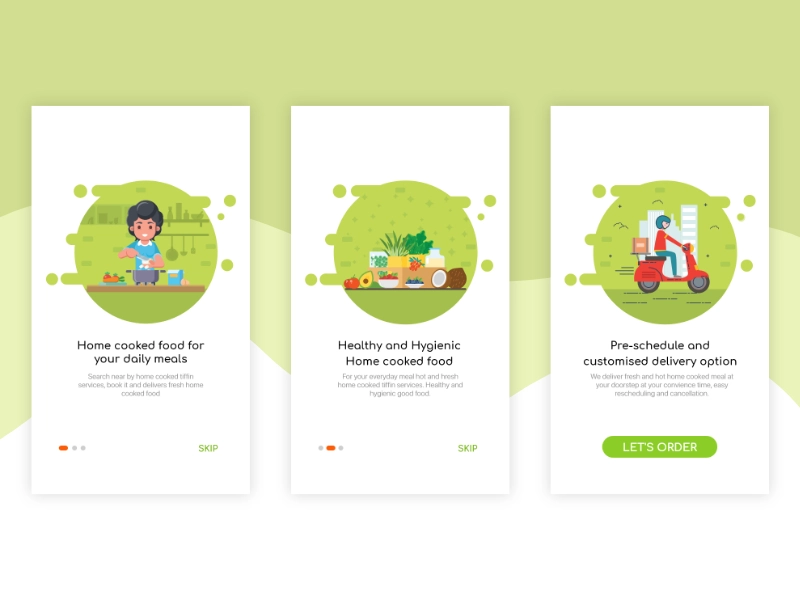 Home cooked food for
your daily meals
Search near by home cooked tiffin
services, book it and delivers fresh home
cooked food
SKIP
Healthy and Hygienic
Home cooked food
For your everyday meal hot and fresh
home cooked tiffin services. Healthy and
hygienic good food.
SKIP
Pre-schedule and
customised delivery option
We deliver fresh and hot home cooked meal at
your doorstep at your convience time, easy
rescheduling and cancellation.
LET'S ORDER